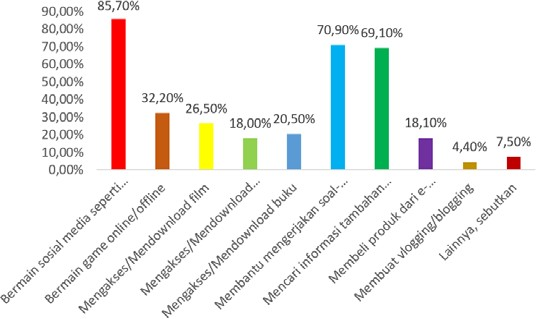 90,00%
80,00%
70,00%
60,00%
50,00%
40,00%
30,00%
20,00%
10,00%
0,00%
85,70%
32,20%
26,50%
18,00%
20,50%
70,90%
69,10%
18,10%
4,40%
7,50%
Bermain sosial media seperti...
Bermain game online/offline
Mengakses/Mendownload film
Mengakses/Mendownload...
Mengakses/Mendownload buku
Membantu mengerjakan soal-...
Mencari informasi tambahan...
Membeli produk dari e-...
Membuat vlogging/blogging
Lainnya, sebutkan